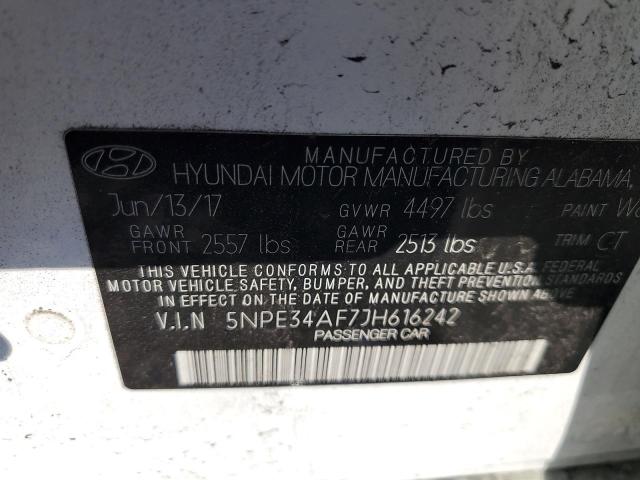 MANUFACTURED BY
HYUNDAI MOTOR MANUFACTURING ALABAMA,
Jun/13/17 GVWR 4497 lbs PAINT
GAWR FRONT 2557 lbs GAWR REAR 2513 lbs TRIM CT
THIS VEHICLE CONFORMS TO ALL APPLICABLE U.S.A. FEDERAL
MOTOR VEHICLE SAFETY, BUMPER, AND THEFT PREVENTION STANDARDS
IN EFFECT ON THE DATE OF MANUFACTURE SHOWN ABOVE
V.I.N 5NPE34AF7JH616242
PASSENGER CAR